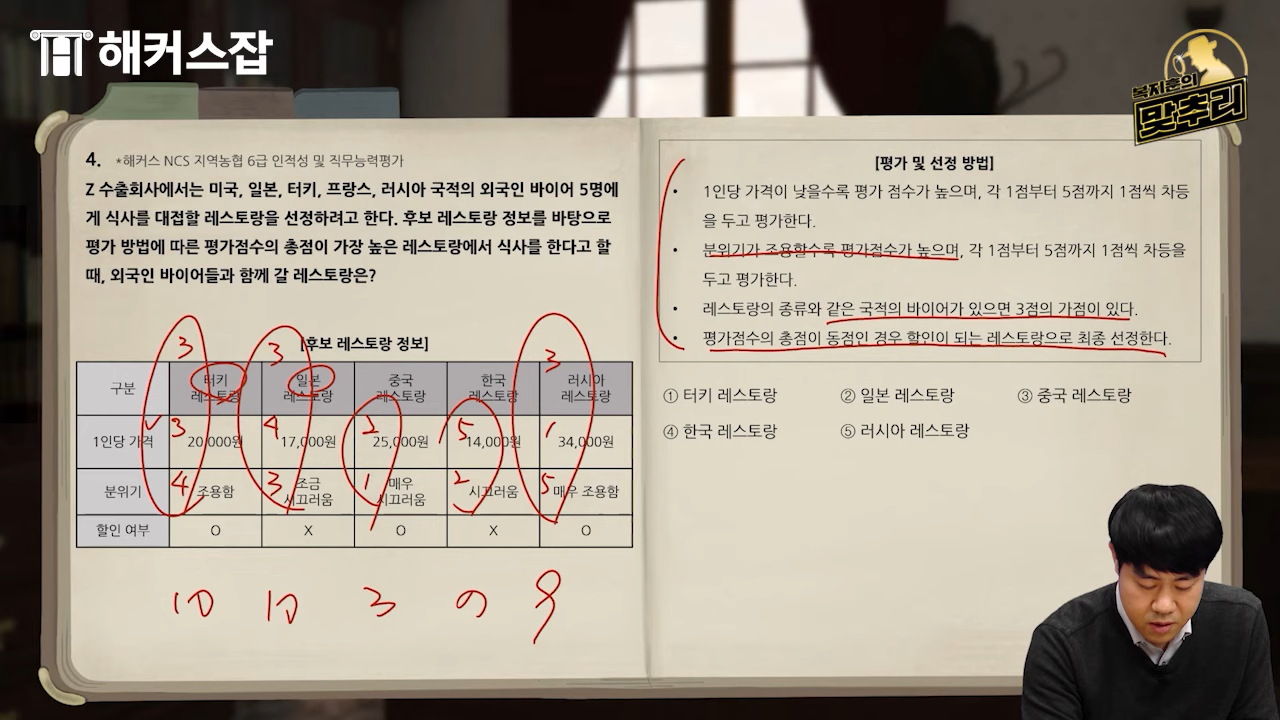 해커스잡
복지훈의
맞추리
4. *해커스 NCS 지역농협 6급 인적성 및 직무능력평가
Z 수출회사에서는 미국, 일본, 터키, 프랑스, 러시아 국적의 외국인 바이어 5명에
게 식사를 대접할 레스토랑을 선정하려고 한다. 후보 레스토랑 정보를 바탕으로
평가 방법에 따른 평가점수의 총점이 가장 높은 레스토랑에서 식사를 한다고 할
때, 외국인 바이어들과 함께 갈 레스토랑은?
[후보 레스토랑 정보]
3 3 3
구분 터키 레스토랑 일본 레스토랑 중국 레스토랑 한국 레스토랑 러시아 레스토랑
3 4 2 5 1
1인당 가격 20,000원 17,000원 25,000원 14,000원 34,000원
4 3 1 2 5
분위기 조용함 조금 시끄러움 매우 시끄러움 시끄러움 매우 조용함
할인 여부 O X O X O
10 10 3 7 9
[평가 및 선정 방법]
• 1인당 가격이 낮을수록 평가 점수가 높으며, 각 1점부터 5점까지 1점씩 차등
을 두고 평가한다.
• 분위기가 조용할수록 평가점수가 높으며, 각 1점부터 5점까지 1점씩 차등을
두고 평가한다.
• 레스토랑의 종류와 같은 국적의 바이어가 있으면 3점의 가점이 있다.
• 평가점수의 총점이 동점인 경우 할인이 되는 레스토랑으로 최종 선정한다.
① 터키 레스토랑 ② 일본 레스토랑 ③ 중국 레스토랑
④ 한국 레스토랑 ⑤ 러시아 레스토랑